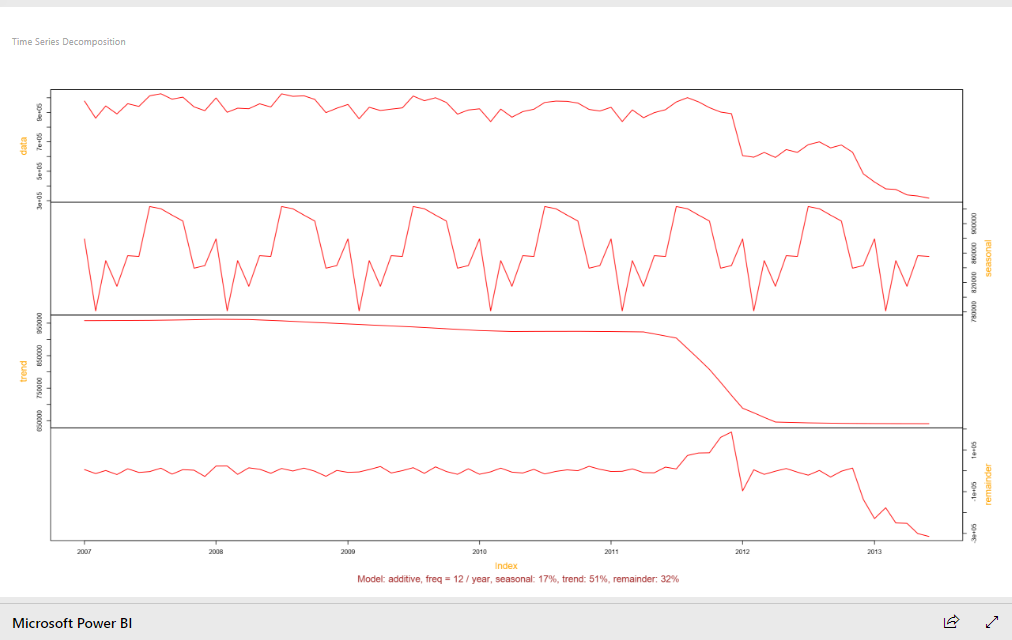 Time Series Decomposition
data
9e+05
7e+05
5e+05
3e+05
seasonal
900000
860000
820000
780000
trend
950000
850000
750000
650000
remainder
1e+05
-1e+05
-3e+05
2007 2008 2009 2010 2011 2012 2013
Index
Model: additive, freq = 12 / year, seasonal: 17%, trend: 51%, remainder: 32%
Microsoft Power BI